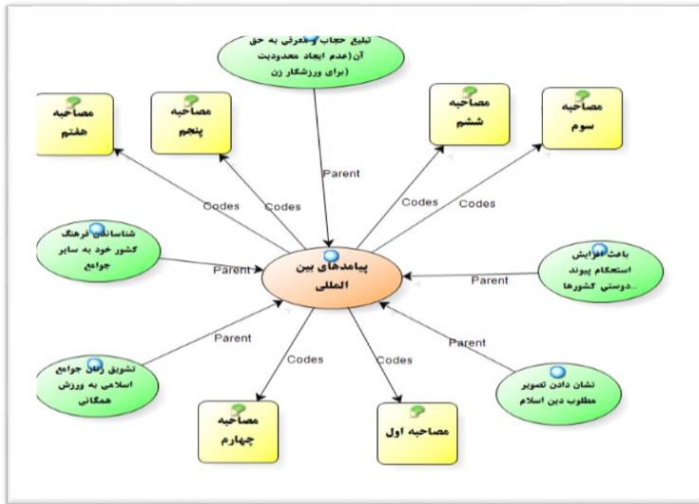 تبلیغ حجاب و معرفی به حق
آن(عدم ایجاد محدودیت
(برای ورزشکار زن
مصاحبه
هفتم
مصاحبه
پنجم
مصاحبه
ششم
مصاحبه
سوم
Parent
Codes
Codes
Codes
Codes
شناساندن فرهنگ
کشور خود به سایر
جوامع
Parent
پیامدهای بین
المللی
باعث افزایش
استحکام پیوند
دوستی کشورها...
Parent
تشویق زنان جوامع
اسلامی به ورزش
همگانی
Parent
Parent
نشان دادن تصویر
مطلوب دین اسلام
Codes
Codes
مصاحبه
چهارم
مصاحبه اول